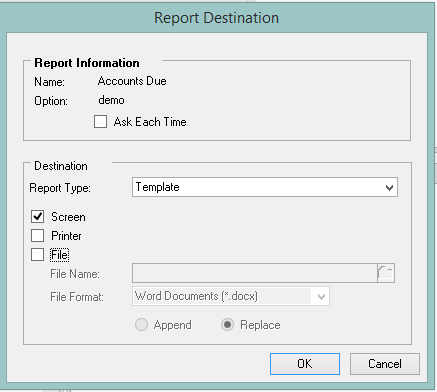 Report Destination
Report Information
Name: Accounts Due
Option: demo
Ask Each Time
Destination
Report Type: Template
Screen
Printer
File
File Name:
File Format: Word Documents (*.docx)
Append Replace
OK Cancel